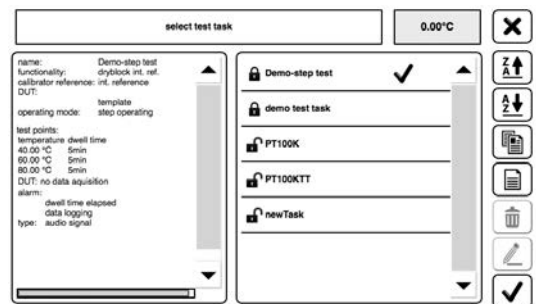 select test task
0.00°C
name: Demo-step test
functionality: dryblock int. ref.
calibrator reference: int. reference
DUT:
template
operating mode: step operating
test points:
temperature dwell time
40.00 °C 5min
60.00 °C 5min
80.00 °C 5min
DUT: no data aquisition
alarm:
dwell time elapsed
data logging
type: audio signal
Demo-step test
demo test task
PT100K
PT100KTT
newTask
Z
A
A
Z